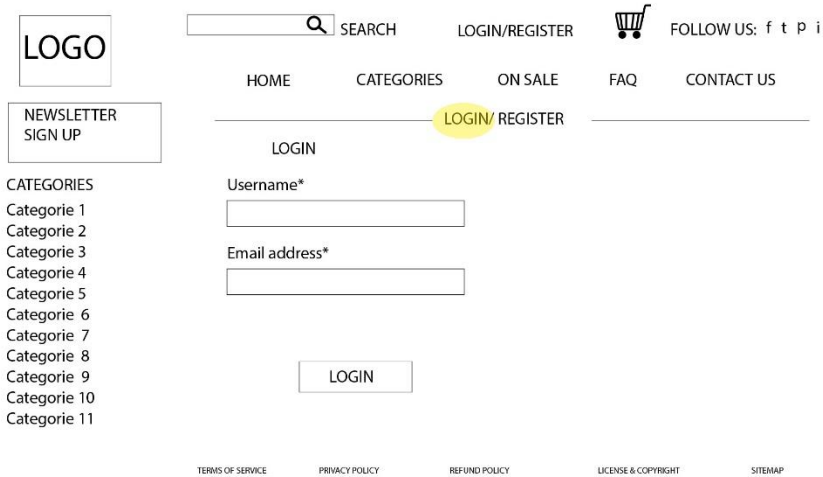 LOGO
SEARCH
LOGIN/REGISTER
FOLLOW US: f t p i
HOME CATEGORIES ON SALE FAQ CONTACT US
NEWSLETTER
SIGN UP
LOGIN/ REGISTER
LOGIN
CATEGORIES
Categorie 1
Categorie 2
Categorie 3
Categorie 4
Categorie 5
Categorie 6
Categorie 7
Categorie 8
Categorie 9
Categorie 10
Categorie 11
Username*
Email address*
LOGIN
TERMS OF SERVICE PRIVACY POLICY REFUND POLICY LICENSE & COPYRIGHT SITEMAP